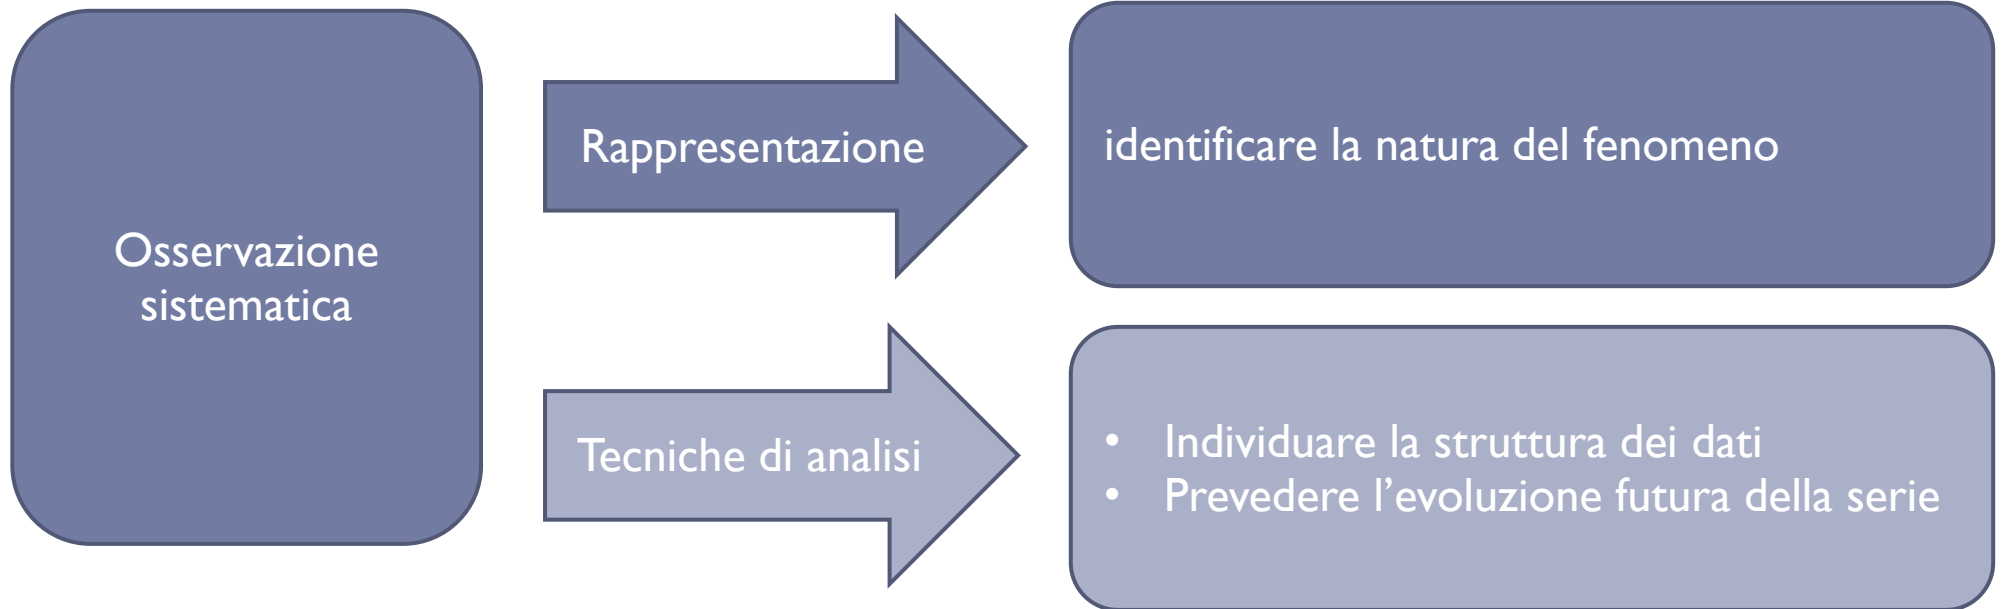 Osservazione
sistematica
Rappresentazione
identificare la natura del fenomeno
Tecniche di analisi
• Individuare la struttura dei dati
• Prevedere l’evoluzione futura della serie